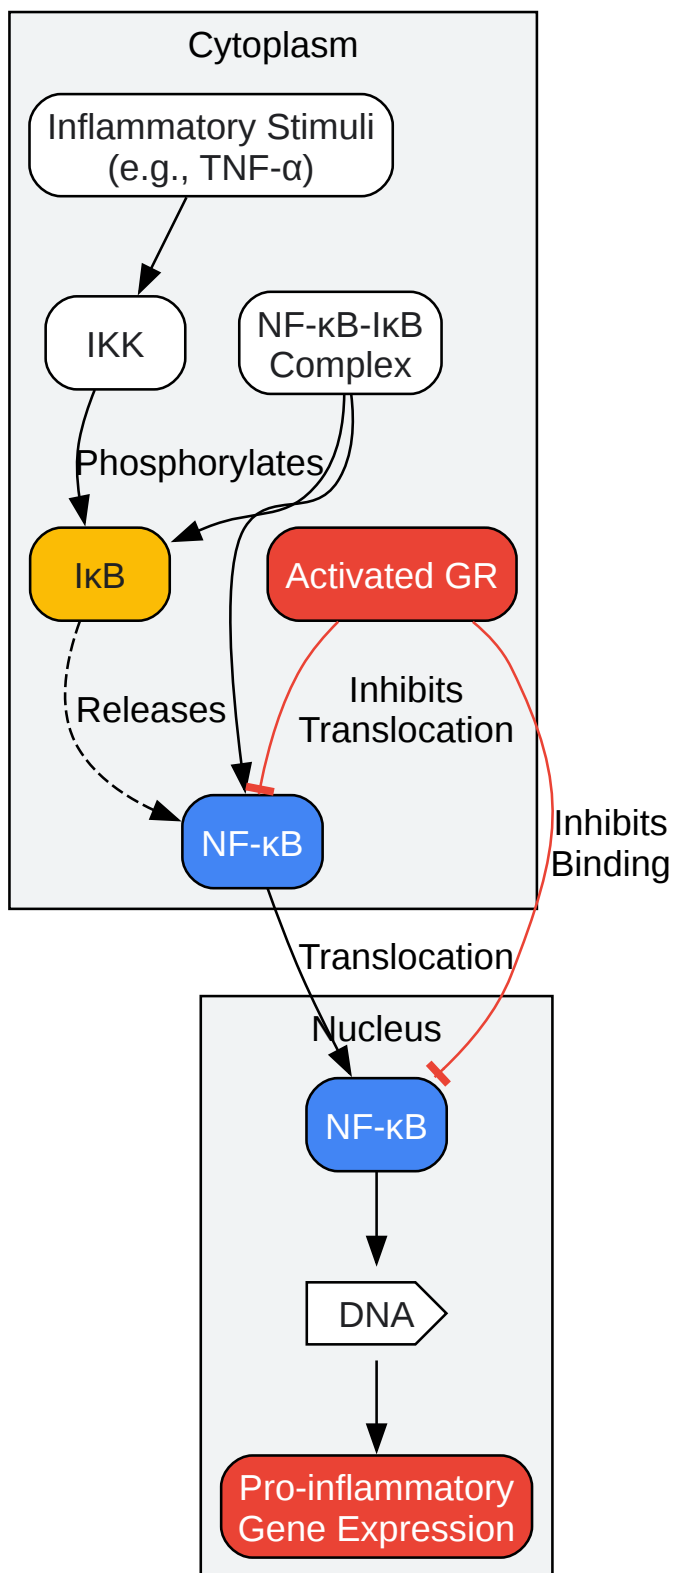 Cytoplasm
Inflammatory Stimuli
(e.g., TNF-α)
IKK
NF-κB-IκB
Complex
Phosphorylates
IκB
Activated GR
Releases
Inhibits
Translocation
NF-κB
Inhibits
Binding
Translocation
Nucleus
NF-κB
DNA
Pro-inflammatory
Gene Expression